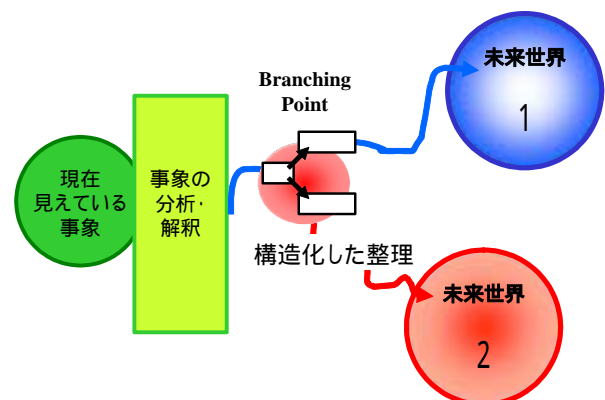 現在
見えている
事象
事象の
分析・
解釈
Branching
Point
構造化した整理
未来世界
1
未来世界
2